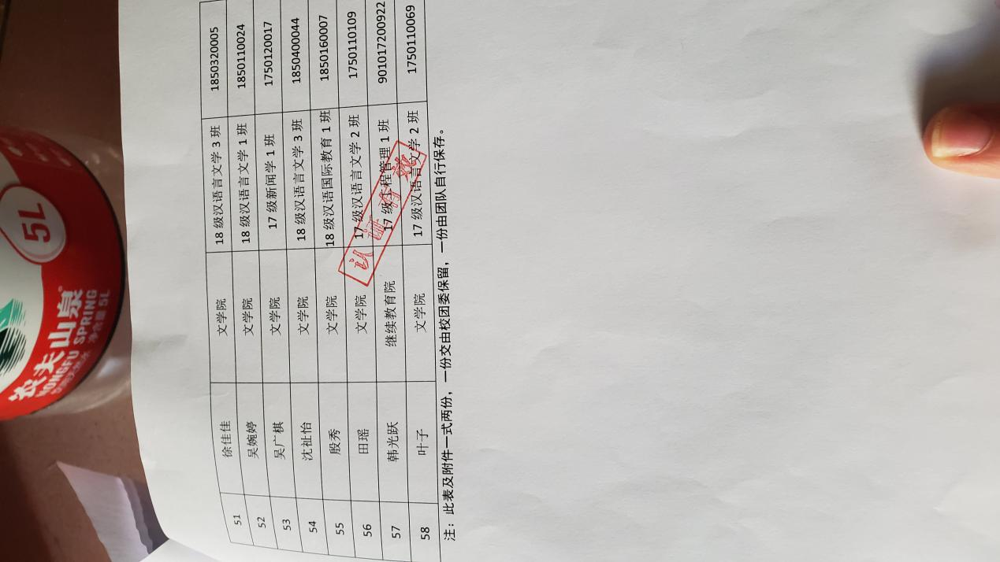 51 徐佳佳 文学院 18 级汉语言文学 3 班 1850320005
52 吴婉婷 文学院 18 级汉语言文学 1 班 1850110024
53 吴广棋 文学院 17 级新闻学 1 班 1750120017
54 沈祉怡 文学院 18 级汉语言文学 3 班 1850400044
55 殷秀 文学院 18 级汉语国际教育 1 班 1850160007
56 田瑶 文学院 17 级汉语言文学 2 班 1750110109
57 韩光跃 继续教育院 17 级工程管理 1 班 901017200922
58 叶子 文学院 17 级汉语言文学 2 班 1750110069
注：此表及附件一式两份，一份交由校团委保留，一份由团队自行保存。
认证有效
5L
农夫山泉
NONGFU SPRING
净含量 5L